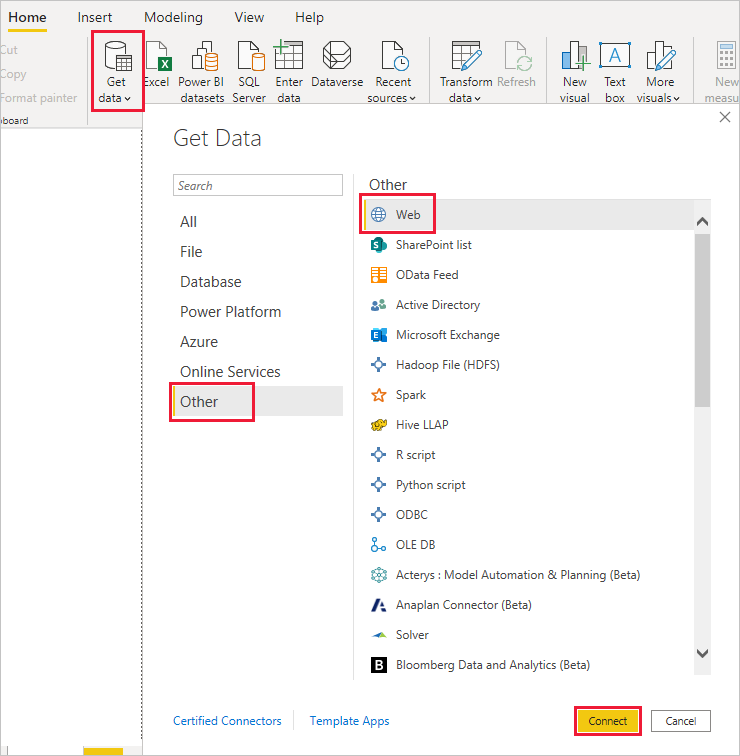 Home Insert Modeling View Help
Cut
Copy
Format painter
board
Get data
Excel
Power BI datasets
SQL Server
Enter data
Dataverse
Recent sources
Transform data
Refresh
New visual
Text box
A
More visuals
New
measu
Get Data
Search
All
File
Database
Power Platform
Azure
Online Services
Other
Other
Web
SharePoint list
OData Feed
Active Directory
Microsoft Exchange
Hadoop File (HDFS)
Spark
Hive LLAP
R script
Python script
ODBC
OLE DB
Acterys : Model Automation & Planning (Beta)
Anaplan Connector (Beta)
Solver
Bloomberg Data and Analytics (Beta)
Certified Connectors
Template Apps
Connect
Cancel